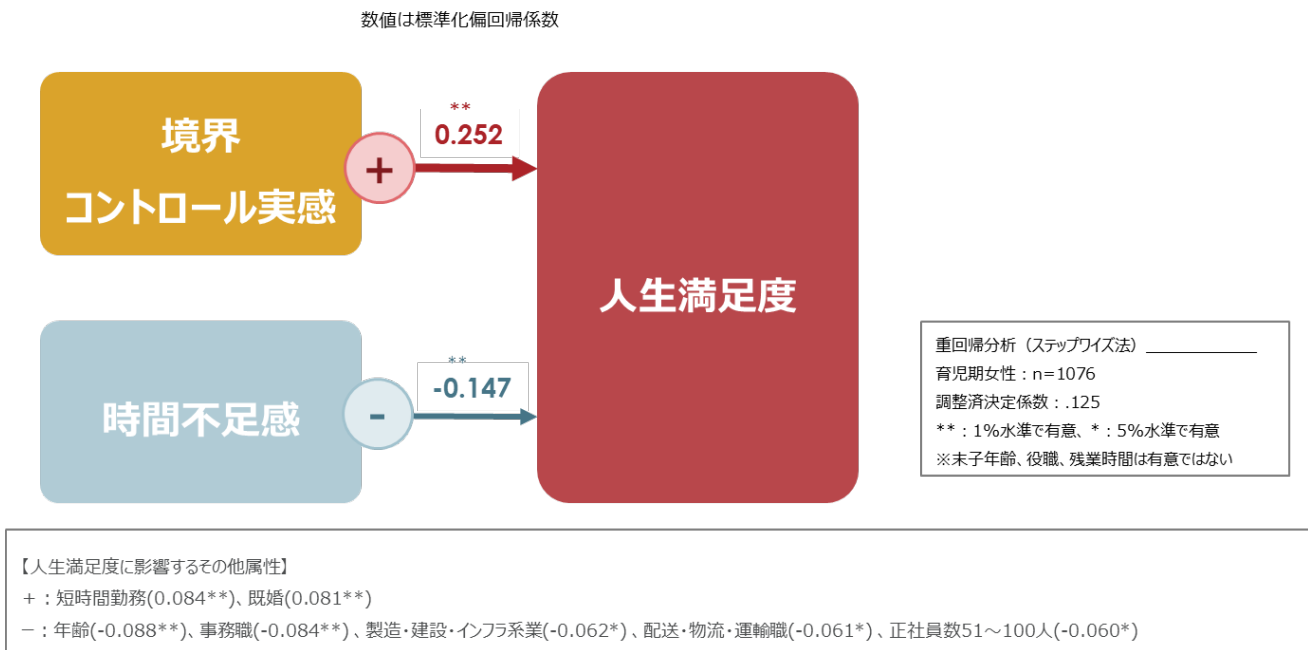 数値は標準化偏回帰係数
境界
コントロール実感
+
**
0.252
人生満足度
時間不足感
-
**
-0.147
重回帰分析（ステップワイズ法）
育児期女性：n=1076
調整済決定係数：.125
**：1%水準で有意、*：5%水準で有意
※末子年齢、役職、残業時間は有意ではない
【人生満足度に影響するその他属性】
+：短時間勤務(0.084**)、既婚(0.081**)
－：年齢(-0.088**)、事務職(-0.084**)、製造・建設・インフラ系業(-0.062*)、配送・物流・運輸職(-0.061*)、正社員数51～100人(-0.060*)